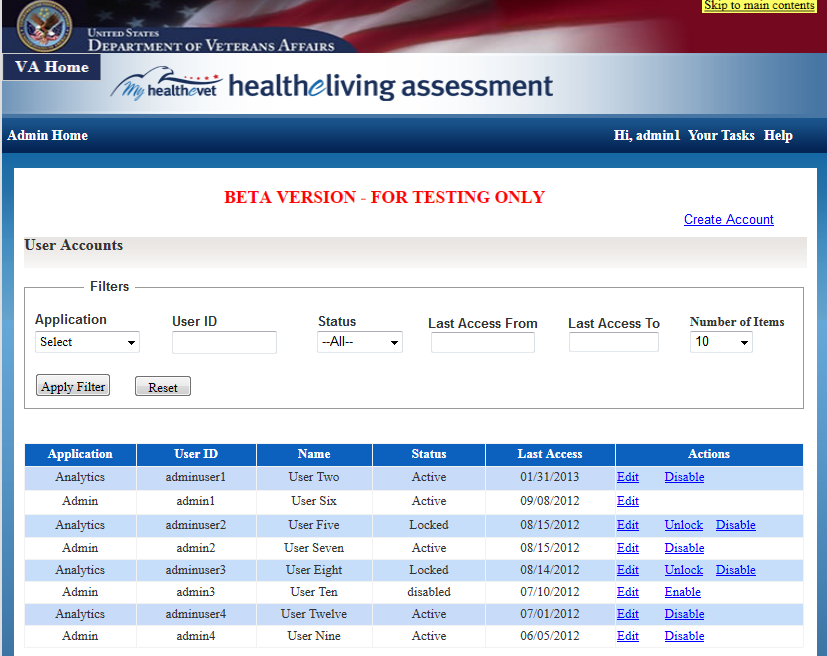 Skip to main contents
UNITED STATES
DEPARTMENT OF VETERANS AFFAIRS
VA Home
My healthevet healtheliving assessment
Admin Home Hi, admin1 Your Tasks Help
BETA VERSION - FOR TESTING ONLY
Create Account
User Accounts
Filters
Application User ID Status Last Access From Last Access To Number of Items
Select --All-- 10
Apply Filter Reset
Application User ID Name Status Last Access Actions
Analytics adminuser1 User Two Active 01/31/2013 Edit Disable
Admin admin1 User Six Active 09/08/2012 Edit
Analytics adminuser2 User Five Locked 08/15/2012 Edit Unlock Disable
Admin admin2 User Seven Active 08/15/2012 Edit Disable
Analytics adminuser3 User Eight Locked 08/14/2012 Edit Unlock Disable
Admin admin3 User Ten disabled 07/10/2012 Edit Enable
Analytics adminuser4 User Twelve Active 07/01/2012 Edit Disable
Admin admin4 User Nine Active 06/05/2012 Edit Disable